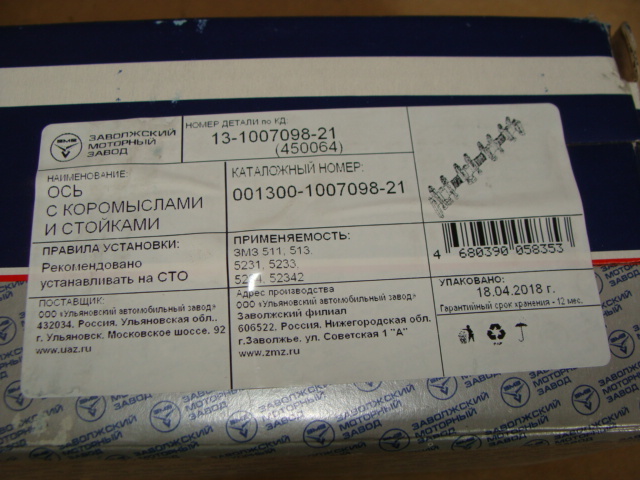 ЗАВОЛЖСКИЙ
МОТОРНЫЙ
ЗАВОД
НОМЕР ДЕТАЛИ по КД:
13-1007098-21
(450064)
НАИМЕНОВАНИЕ:
ОСЬ
С КОРОМЫСЛАМИ
И СТОЙКАМИ
КАТАЛОЖНЫЙ НОМЕР:
001300-1007098-21
ПРАВИЛА УСТАНОВКИ:
Рекомендовано
устанавливать на СТО
ПРИМЕНЯЕМОСТЬ:
ЗМЗ 511, 513,
5231, 5233,
52342
4 680390 058353
ПОСТАВЩИК:
ООО «Ульяновский автомобильный завод»
432034. Россия. Ульяновская обл.,
г. Ульяновск. Московское шоссе. 92
www.uaz.ru
Адрес производства
ООО «Ульяновский автомобильный завод»
Заволжский филиал
606522. Россия. Нижегородская обл.
г.Заволжье. ул. Советская 1 "А"
www.zmz.ru
УПАКОВАНО:
18.04.2018 г.
Гарантийный срок хранения - 12 мес.
ЗАВОЛЖСКИЙ
МОТОРНЫЙ
ЗАВОД